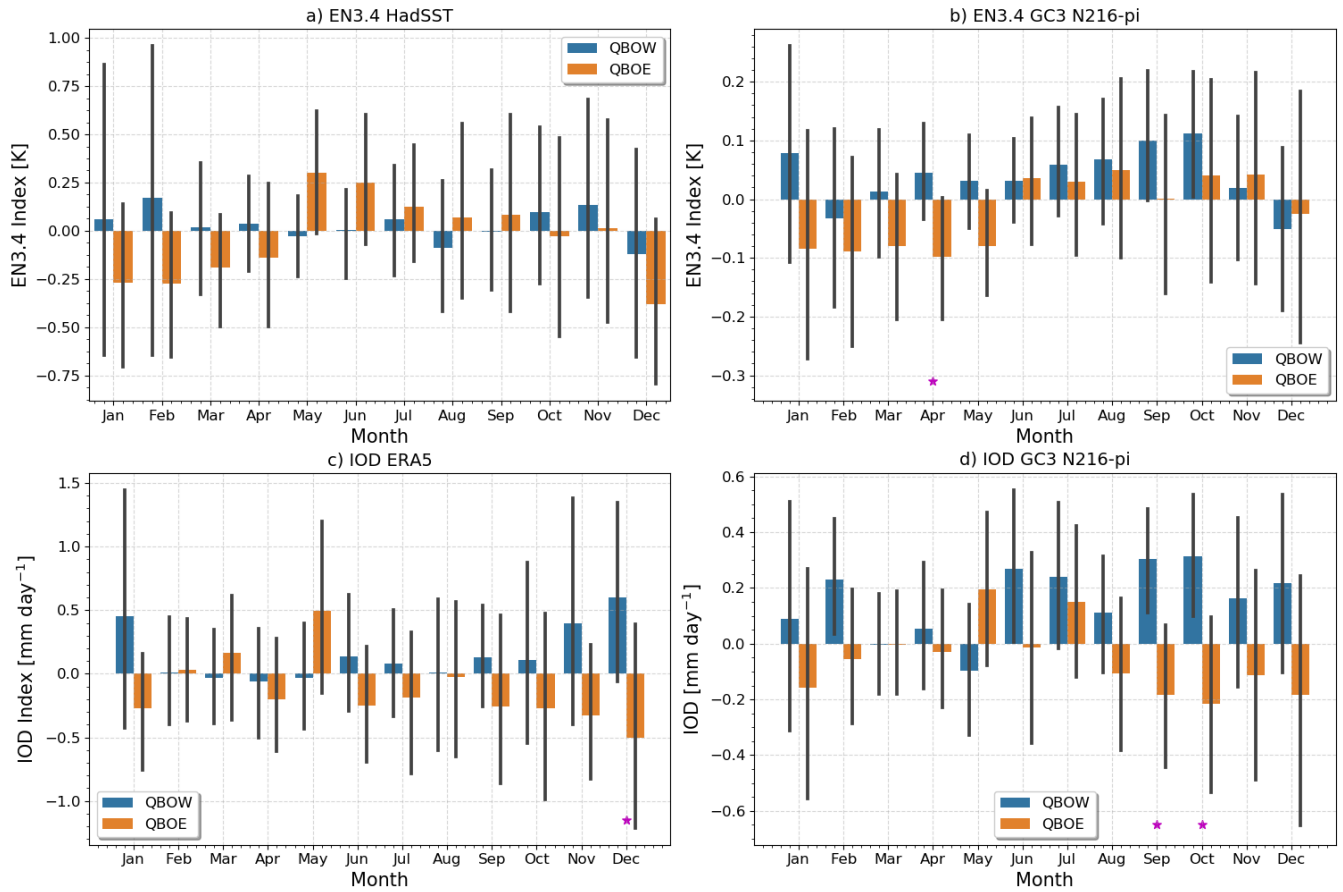 a) EN3.4 HadSST
EN3.4 Index [K]
1.00
0.75
0.50
0.25
0.00
−0.25
−0.50
−0.75
QBOW
QBOE
Jan Feb Mar Apr May Jun Jul Aug Sep Oct Nov Dec
Month
b) EN3.4 GC3 N216-pi
EN3.4 Index [K]
0.2
0.1
0.0
−0.1
−0.2
−0.3
QBOW
QBOE
Jan Feb Mar Apr May Jun Jul Aug Sep Oct Nov Dec
Month
c) IOD ERA5
IOD Index [mm day⁻¹]
1.5
1.0
0.5
0.0
−0.5
−1.0
QBOW
QBOE
Jan Feb Mar Apr May Jun Jul Aug Sep Oct Nov Dec
Month
d) IOD GC3 N216-pi
IOD [mm day⁻¹]
0.6
0.4
0.2
0.0
−0.2
−0.4
−0.6
QBOW
QBOE
Jan Feb Mar Apr May Jun Jul Aug Sep Oct Nov Dec
Month